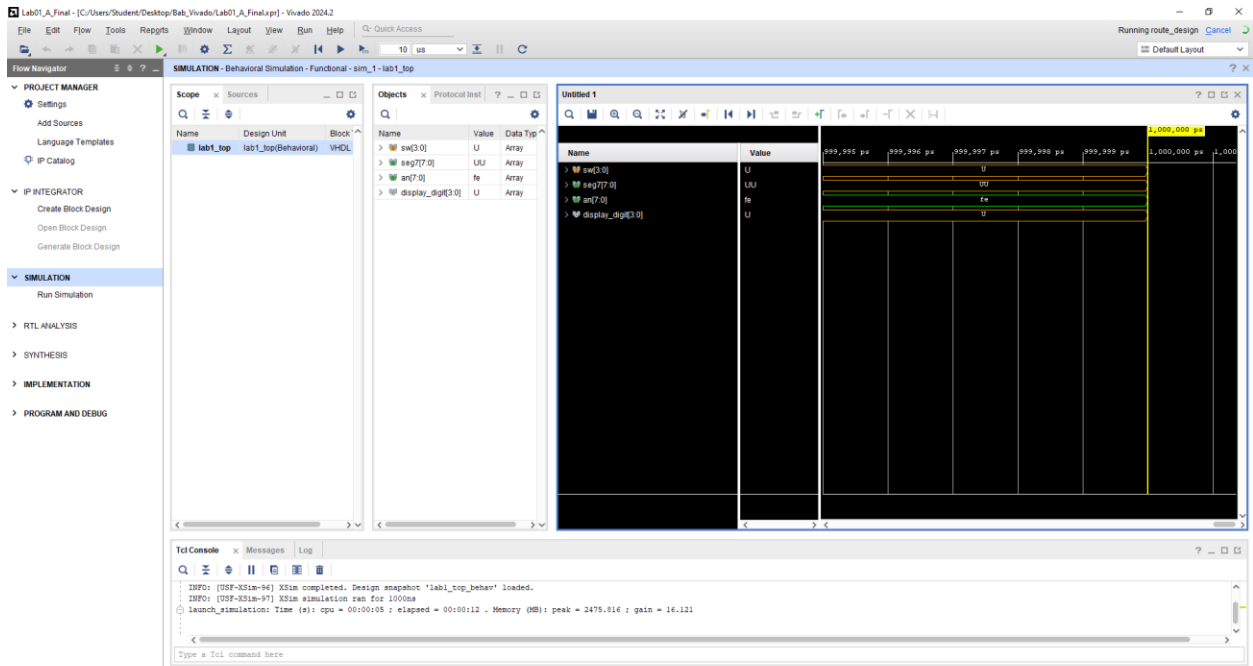 Lab01_A_Final - [C:/Users/Student/Desktop/Bab_Vivado/Lab01_A_Final.xpr] - Vivado 2024.2
File Edit Flow Tools Reports Window Layout View Run Help Q- Quick Access
Running route_design Cancel
10 us
Default Layout
Flow Navigator
SIMULATION - Behavioral Simulation - Functional - sim_1 - lab1_top
PROJECT MANAGER
Settings
Add Sources
Language Templates
IP Catalog
IP INTEGRATOR
Create Block Design
Open Block Design
Generate Block Design
SIMULATION
Run Simulation
RTL ANALYSIS
SYNTHESIS
IMPLEMENTATION
PROGRAM AND DEBUG
Scope Sources
Name Design Unit Block
lab1_top lab1_top(Behavioral) VHDL
Objects Protocol Inst
Name Value Data Typ
sw[3:0] U Array
seg7[7:0] UU Array
an[7:0] fe Array
display_digit[3:0] U Array
Untitled 1
1,000,000 ps
Name Value 999,995 ps 999,996 ps 999,997 ps 999,998 ps 999,999 ps 1,000,000 ps 1,000
sw[3:0] U U
seg7[7:0] UU UU
an[7:0] fe fe
display_digit[3:0] U U
Tcl Console Messages Log
INFO: [USF-XSim-96] XSim completed. Design snapshot 'lab1_top_behav' loaded.
INFO: [USF-XSim-97] XSim simulation ran for 1000ns
launch_simulation: Time (s): cpu = 00:00:05 ; elapsed = 00:00:12 . Memory (MB): peak = 2475.816 ; gain = 16.121
Type a Tcl command here